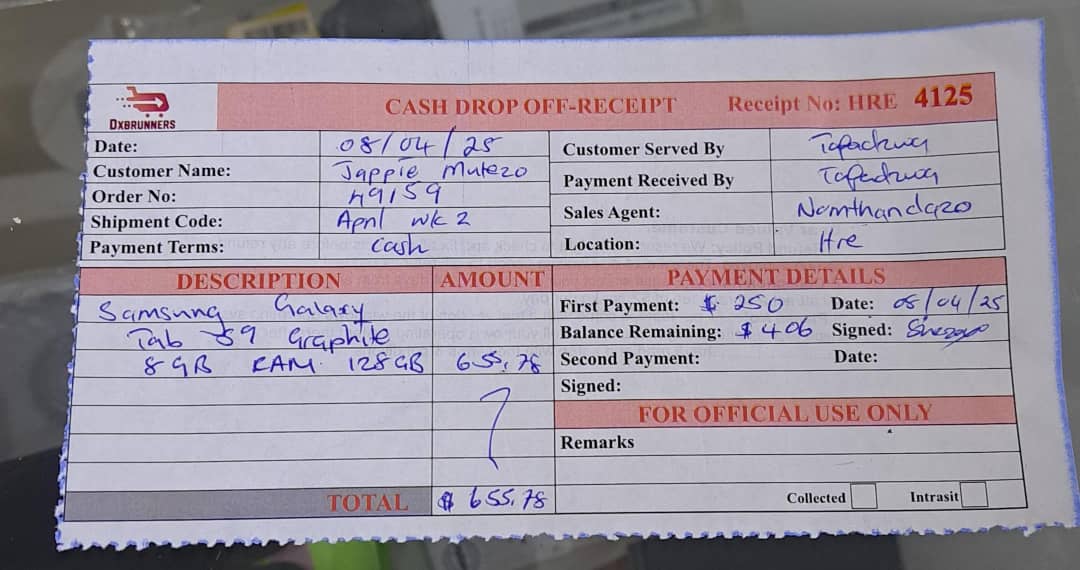 DXBRUNNERS
CASH DROP OFF-RECEIPT Receipt No: HRE 4125
Date: 08/04/25
Customer Name: Jappie Mutezo
Order No: 49159
Shipment Code: April wk 2
Payment Terms: Cash
Customer Served By Tapadzwa
Payment Received By Tapadzwa
Sales Agent: Nomthandazo
Location: Hre
DESCRIPTION AMOUNT
Samsung Galaxy
Tab S9 Graphite
8GB RAM 128GB 655.78
TOTAL $ 655.78
PAYMENT DETAILS
First Payment: $ 250 Date: 08/04/25
Balance Remaining: $ 406 Signed:
Second Payment: Date:
Signed:
FOR OFFICIAL USE ONLY
Remarks
Collected Intrasit